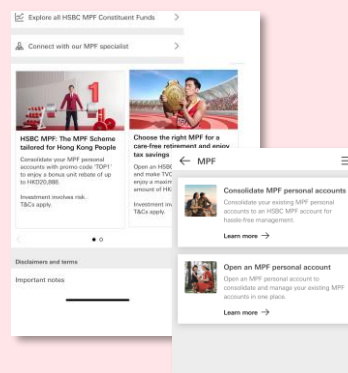 Explore all HSBC MPF Constituent Funds
Connect with our MPF specialist
HSBC MPF: The MPF Scheme
tailored for Hong Kong People
Consolidate your MPF personal
accounts with promo code 'TOP1'
to enjoy a bonus unit rebate of up
to HKD20,888.
Investment involves risk.
T&Cs apply.
Choose the right MPF for a
care-free retirement and enjoy
tax savings
Open an HSB
and make TVC
enjoy a maxim
amount of HK
Investment inv
T&Cs apply.
Disclaimers and terms
Important notes
MPF
Consolidate MPF personal accounts
Consolidate your existing MPF personal
accounts to an HSBC MPF account for
hassle-free management.
Learn more
Open an MPF personal account
Open an MPF personal account to
consolidate and manage your existing MPF
accounts in one place.
Learn more